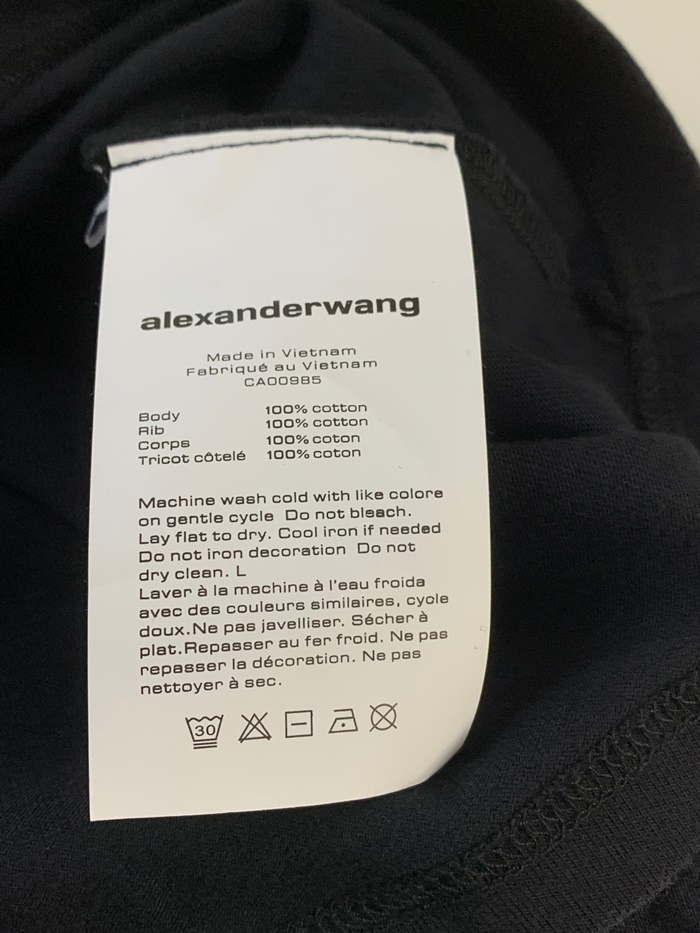 alexanderwang
Made in Vietnam
Fabriqué au Vietnam
CA00985
Body 100% cotton
Rib 100% cotton
Corps 100% coton
Tricot côtelé 100% coton
Machine wash cold with like colore
on gentle cycle Do not bleach.
Lay flat to dry. Cool iron if needed
Do not iron decoration Do not
dry clean. L
Laver à la machine à l'eau froida
avec des couleurs similaires, cycle
doux.Ne pas javelliser. Sécher à
plat.Repasser au fer froid. Ne pas
repasser la décoration. Ne pas
nettoyer à sec.
30